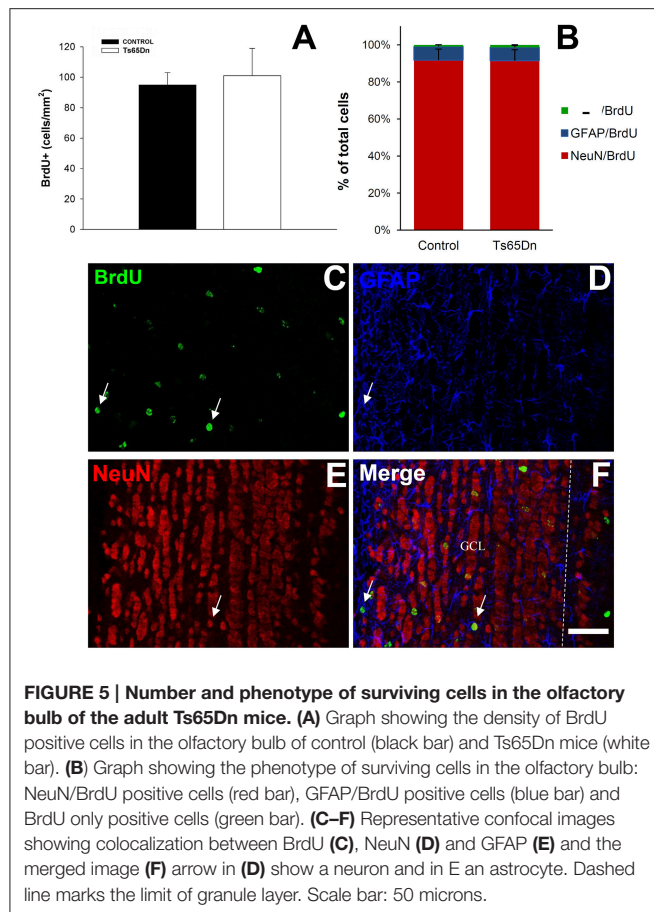 CONTROL
Ts65Dn
A
BrdU+ (cells/mm²)
120
100
80
60
40
20
0
B
% of total cells
100%
80%
60%
40%
20%
0%
Control
Ts65Dn
– /BrdU
GFAP/BrdU
NeuN/BrdU
BrdU
C
GFAP
D
NeuN
E
Merge
F
GCL
FIGURE 5 | Number and phenotype of surviving cells in the olfactory
bulb of the adult Ts65Dn mice. (A) Graph showing the density of BrdU
positive cells in the olfactory bulb of control (black bar) and Ts65Dn mice (white
bar). (B) Graph showing the phenotype of surviving cells in the olfactory bulb:
NeuN/BrdU positive cells (red bar), GFAP/BrdU positive cells (blue bar) and
BrdU only positive cells (green bar). (C–F) Representative confocal images
showing colocalization between BrdU (C), NeuN (D) and GFAP (E) and the
merged image (F) arrow in (D) show a neuron and in E an astrocyte. Dashed
line marks the limit of granule layer. Scale bar: 50 microns.